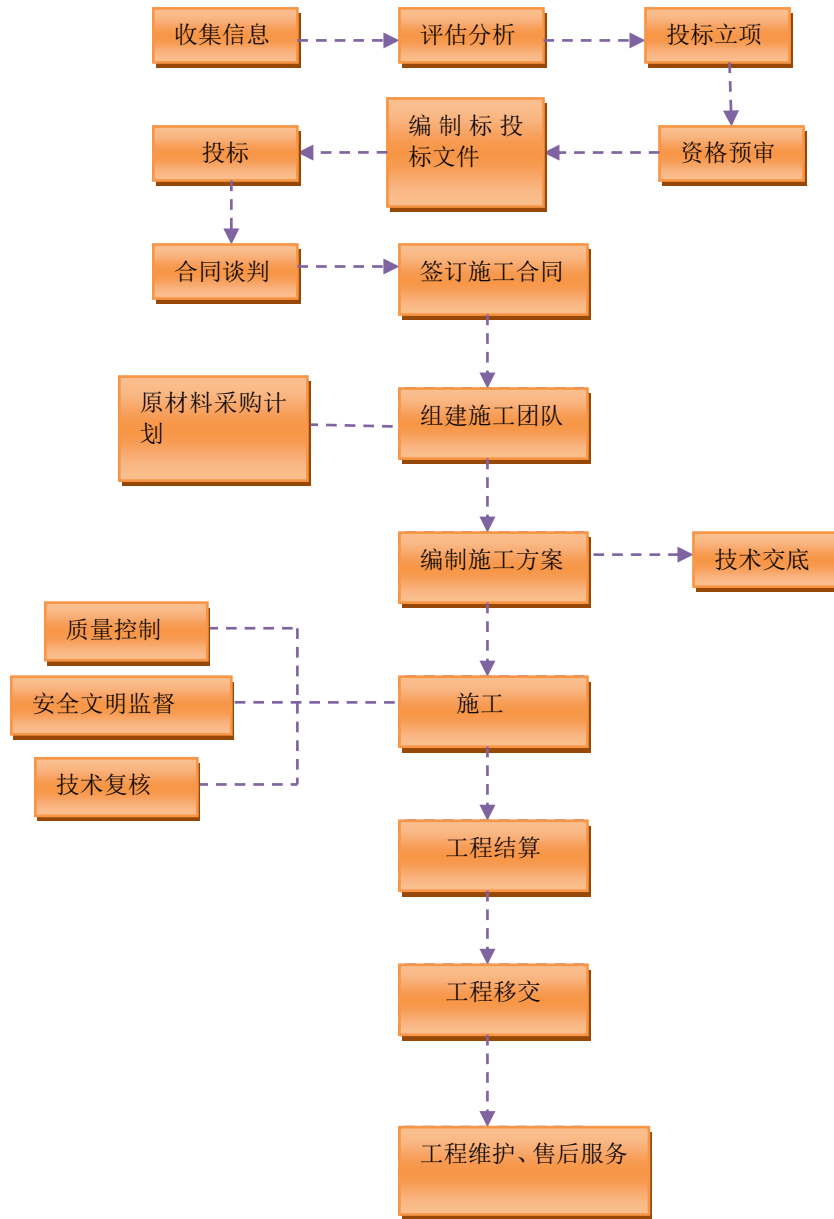 收集信息
评估分析
投标立项
投标
编制标投
标文件
资格预审
合同谈判
签订施工合同
原材料采购计
划
组建施工团队
编制施工方案
技术交底
质量控制
安全文明监督
施工
技术复核
工程结算
工程移交
工程维护、售后服务